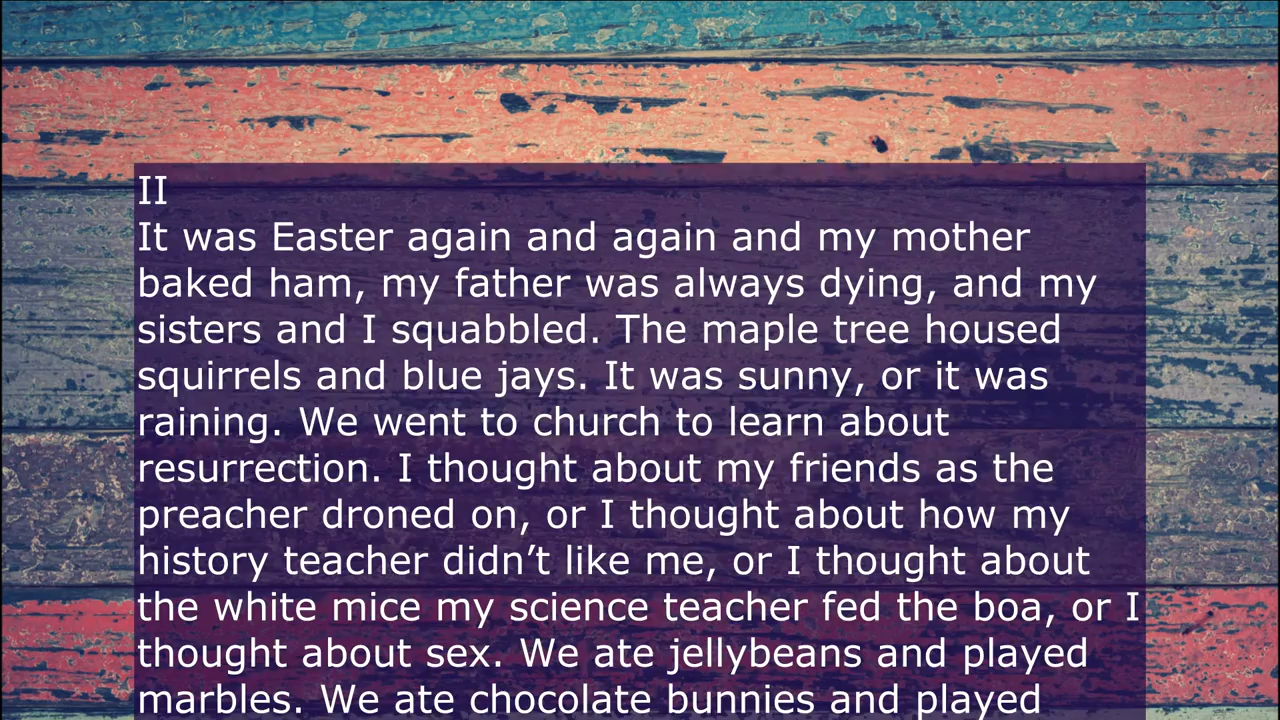 II
It was Easter again and again and my mother
baked ham, my father was always dying, and my
sisters and I squabbled. The maple tree housed
squirrels and blue jays. It was sunny, or it was
raining. We went to church to learn about
resurrection. I thought about my friends as the
preacher droned on, or I thought about how my
history teacher didn’t like me, or I thought about
the white mice my science teacher fed the boa, or I
thought about sex. We ate jellybeans and played
marbles. We ate chocolate bunnies and played